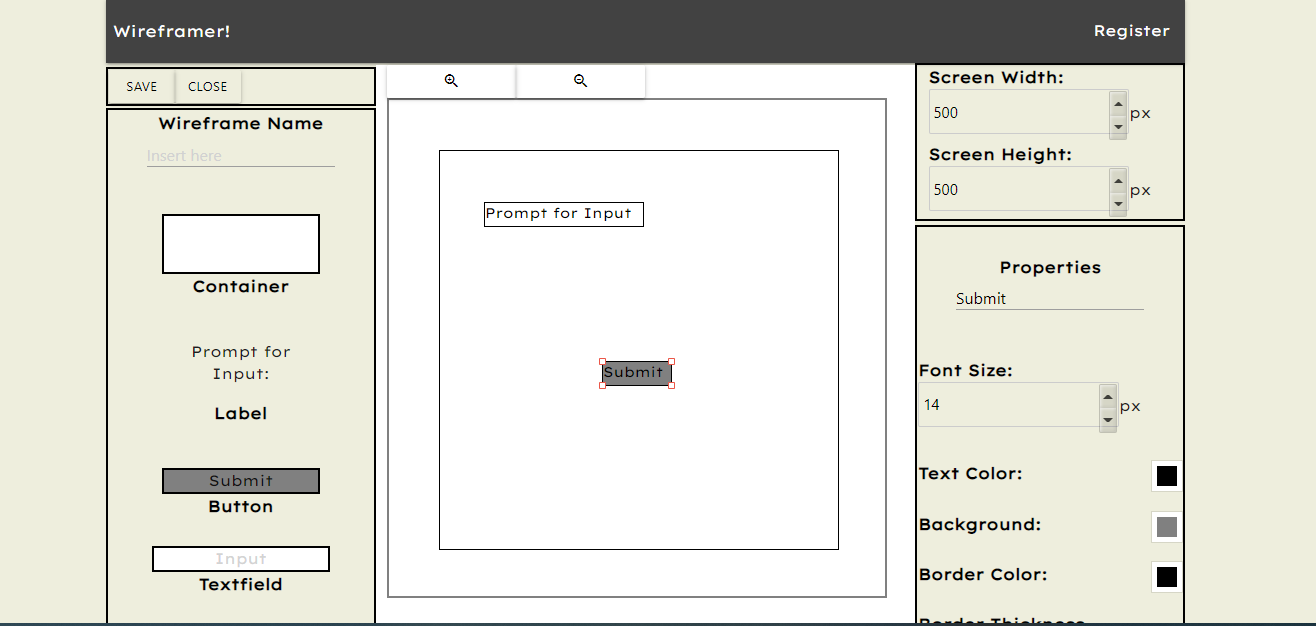 Wireframer!
Register
SAVE
CLOSE
Wireframe Name
Insert here
Container
Prompt for
Input:
Label
Submit
Button
Input
Textfield
Prompt for Input
Submit
Screen Width:
500
px
Screen Height:
500
px
Properties
Submit
Font Size:
14
px
Text Color:
Background:
Border Color:
Border Thickness